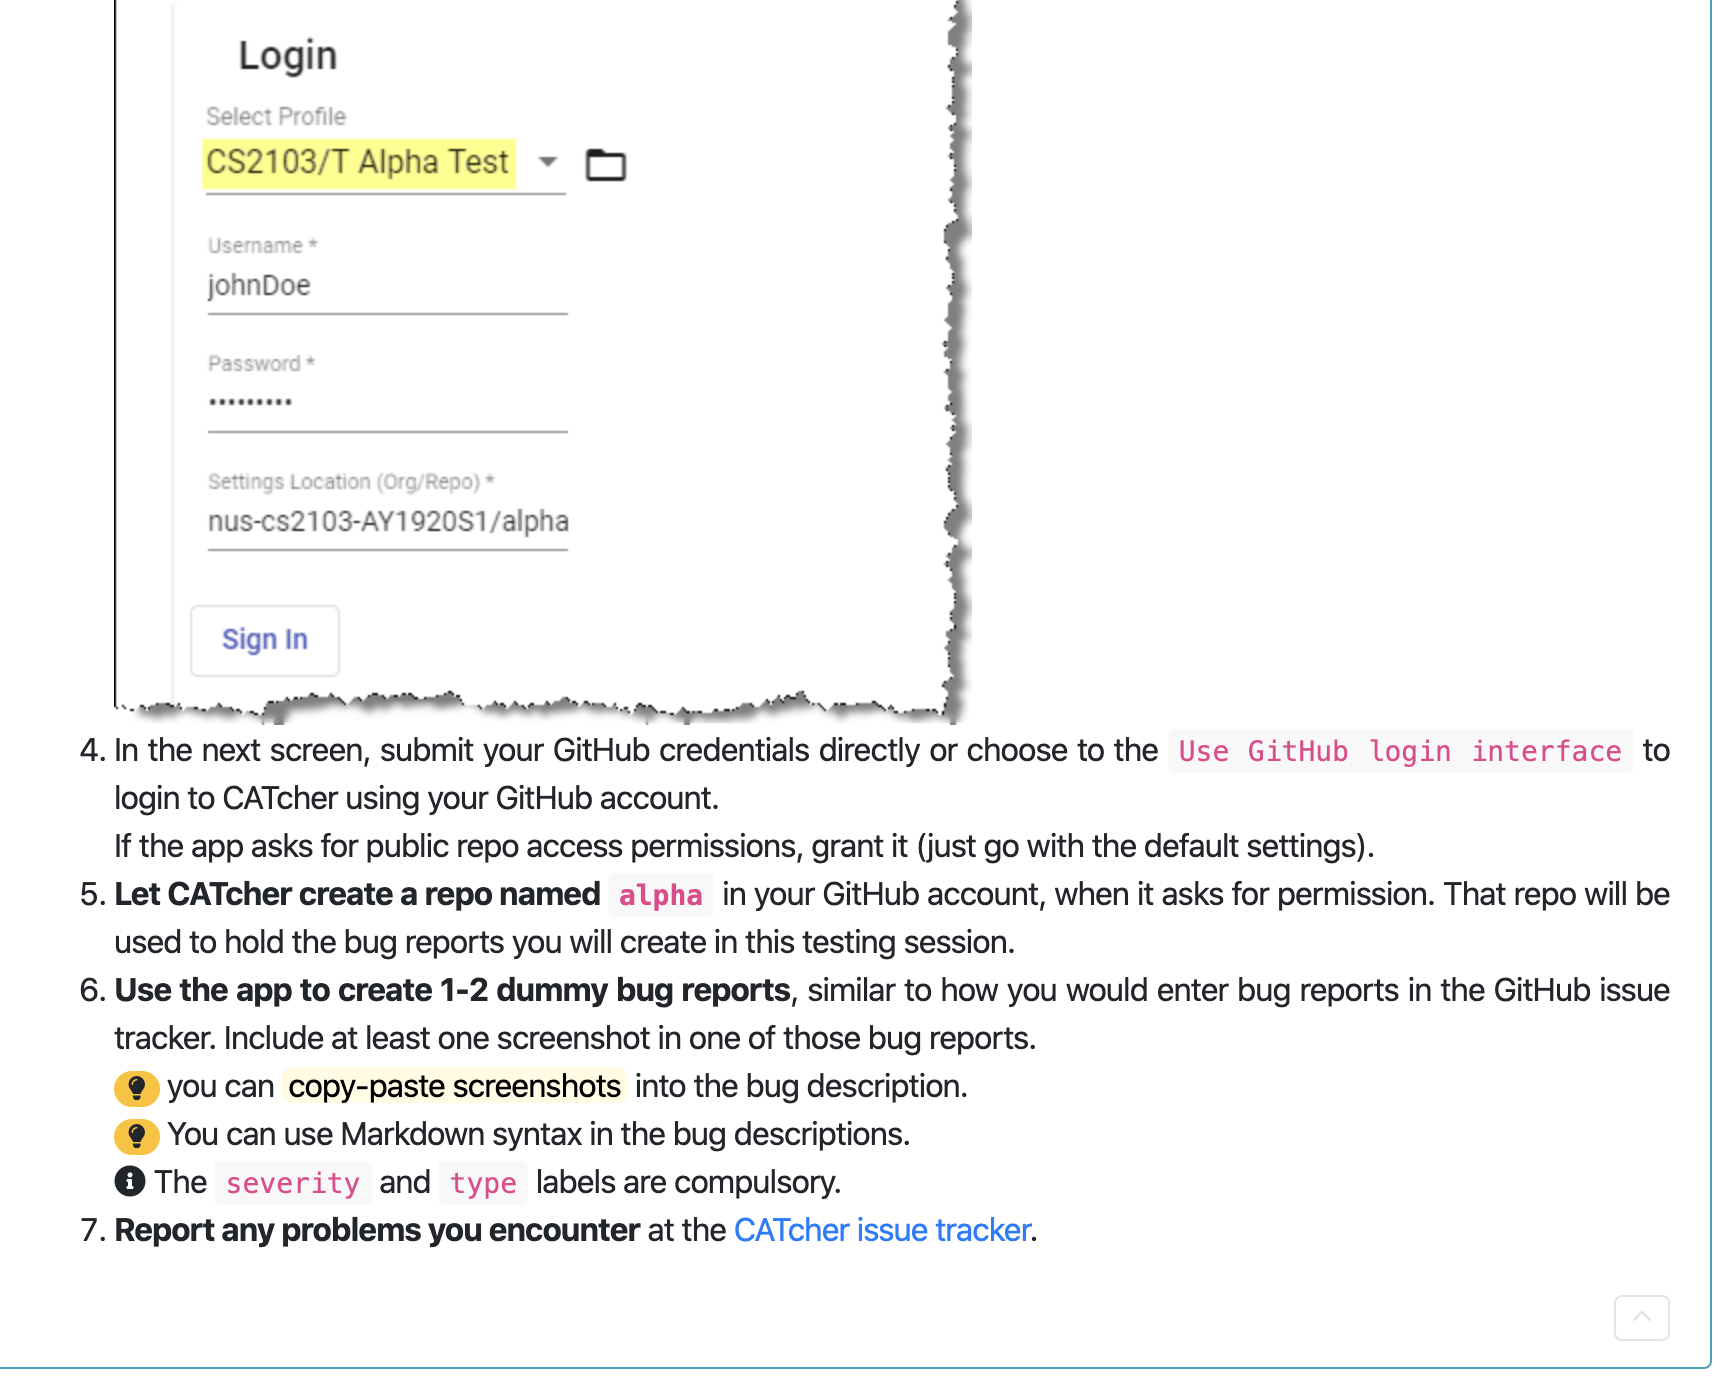 Login
Select Profile
CS2103/T Alpha Test
Username *
johnDoe
Password *
•••••••••
Settings Location (Org/Repo) *
nus-cs2103-AY1920S1/alpha
Sign In
4. In the next screen, submit your GitHub credentials directly or choose to the Use GitHub login interface to
login to CATcher using your GitHub account.
If the app asks for public repo access permissions, grant it (just go with the default settings).
5. Let CATcher create a repo named alpha in your GitHub account, when it asks for permission. That repo will be
used to hold the bug reports you will create in this testing session.
6. Use the app to create 1-2 dummy bug reports, similar to how you would enter bug reports in the GitHub issue
tracker. Include at least one screenshot in one of those bug reports.
you can copy-paste screenshots into the bug description.
You can use Markdown syntax in the bug descriptions.
The severity and type labels are compulsory.
7. Report any problems you encounter at the CATcher issue tracker.